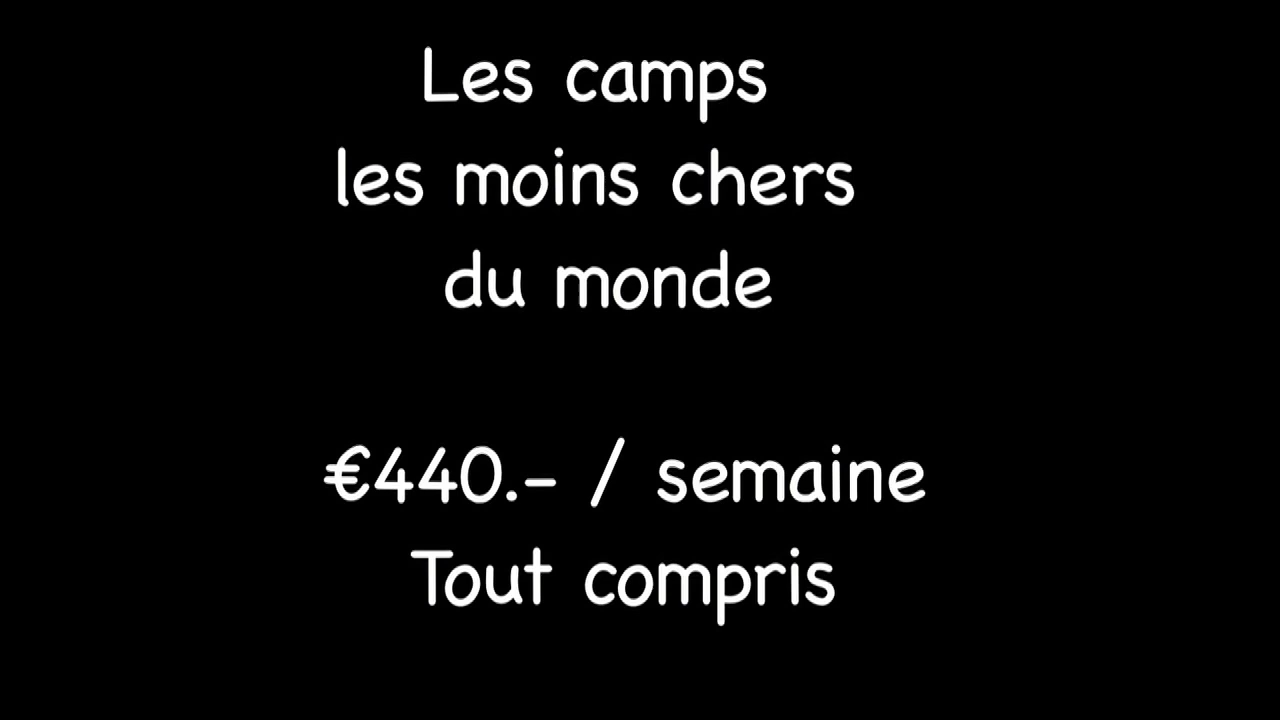 Les camps
les moins chers
du monde
€440.- / semaine
Tout compris